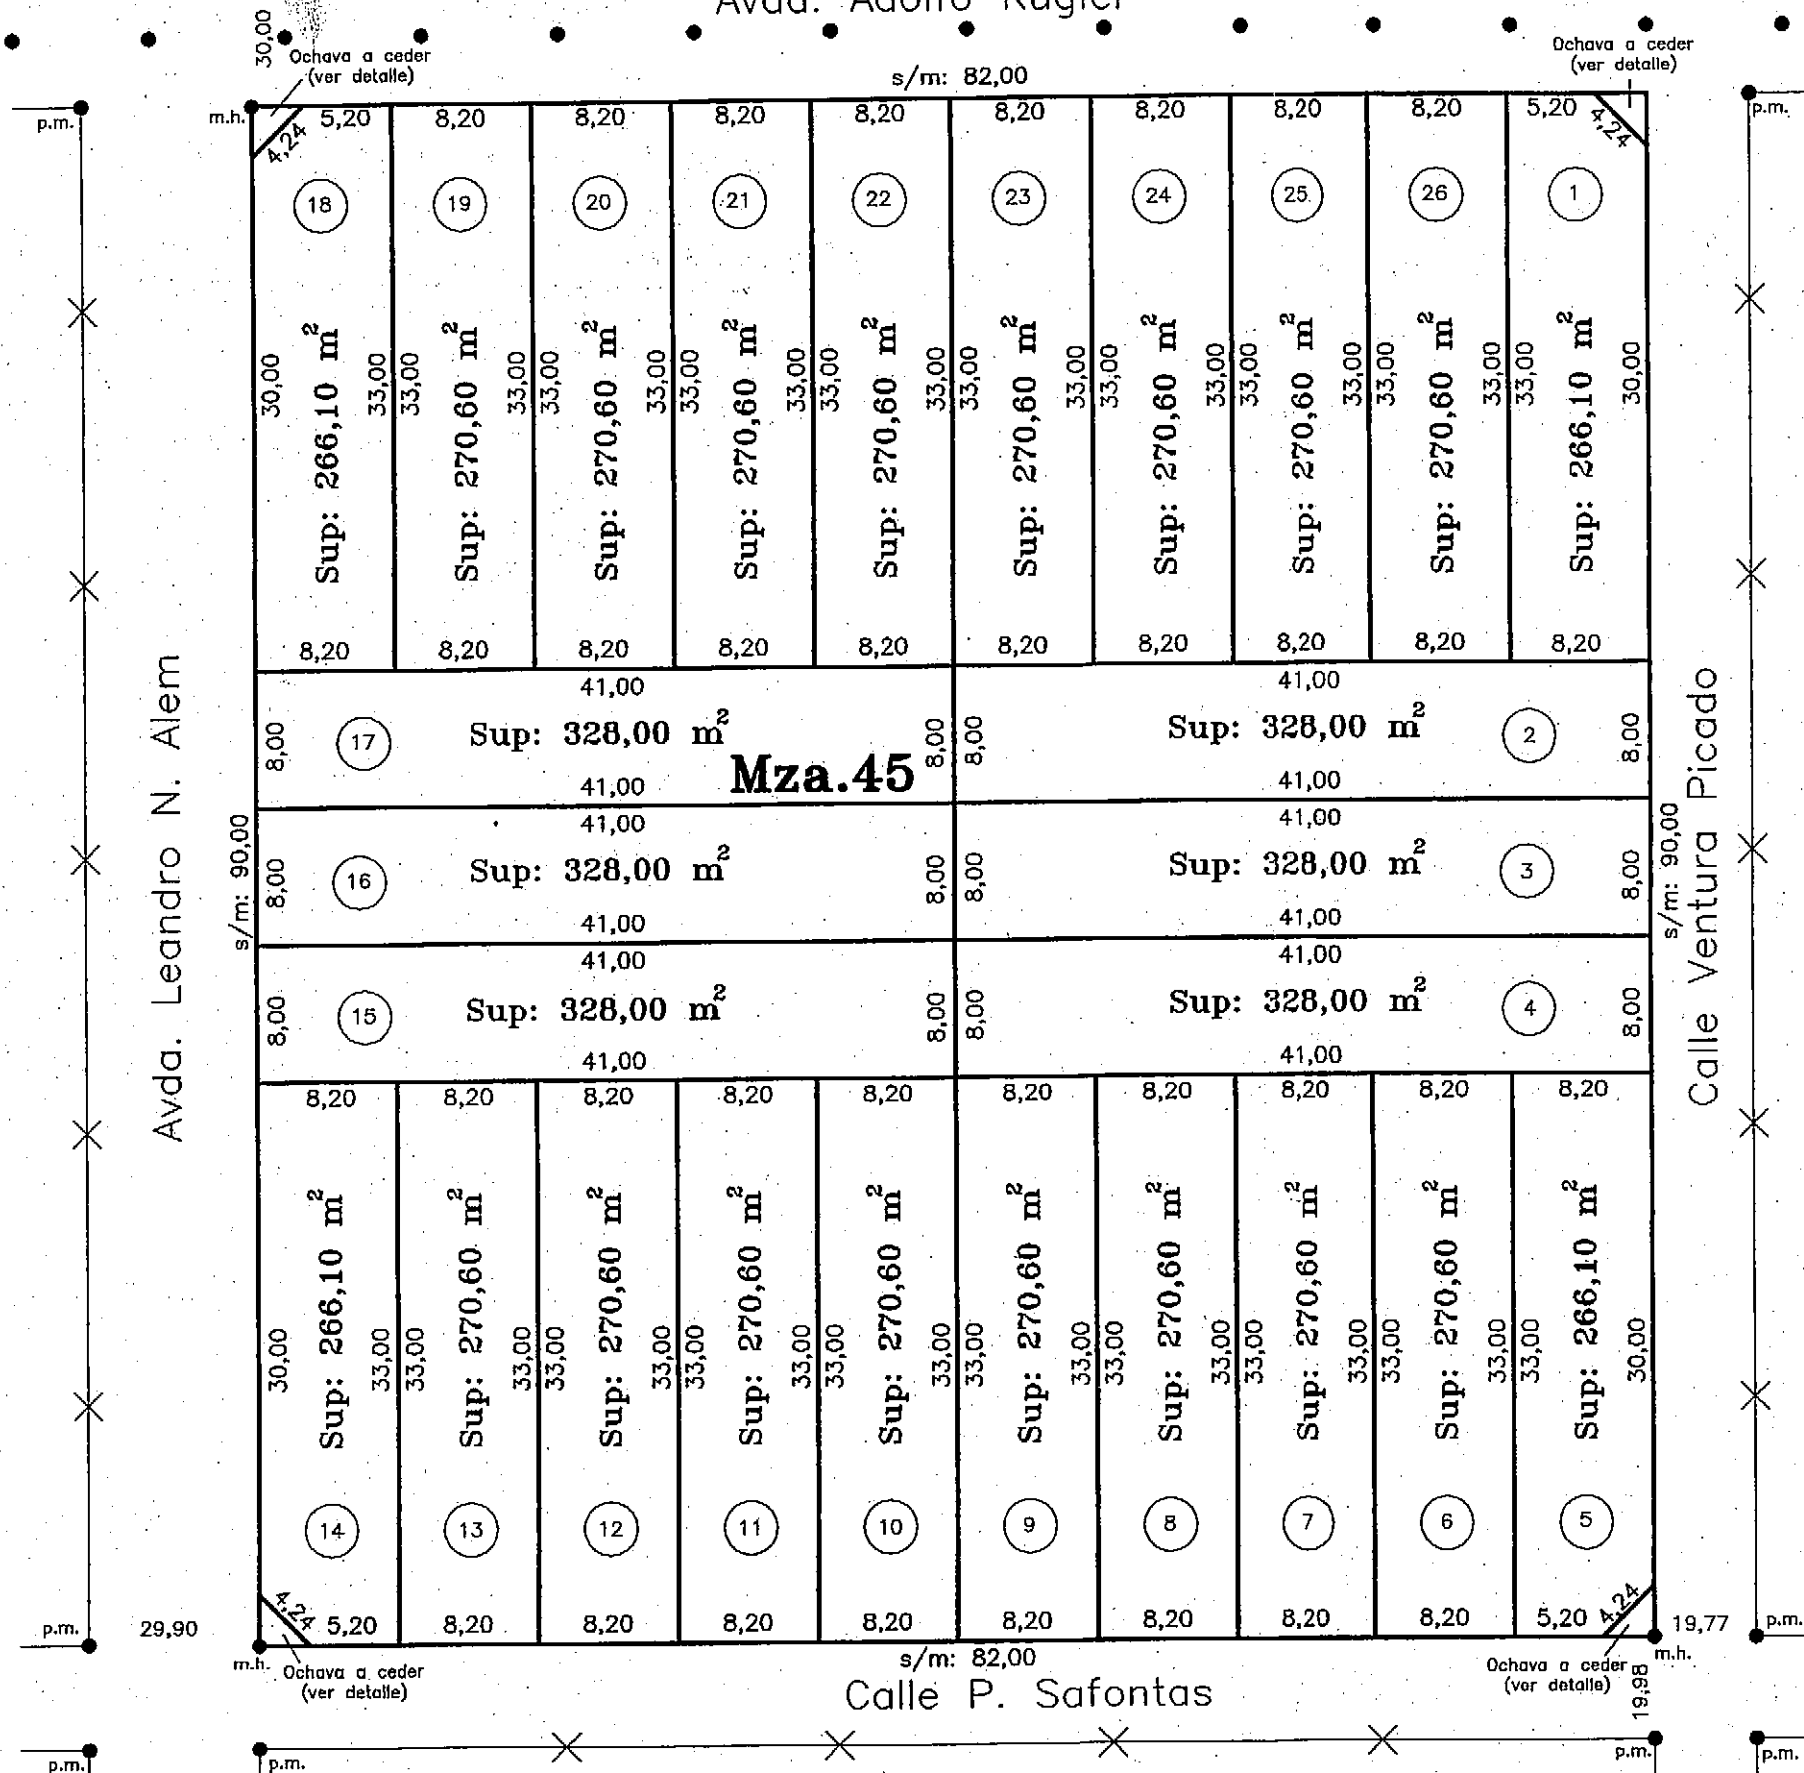 Avda. Adolfo Kugler
30,00
Ochava a ceder
(ver detalle)
Ochava a ceder
(ver detalle)
s/m: 82,00
p.m. m.h. p.m.
4,24 5,20 8,20 8,20 8,20 8,20 8,20 8,20 8,20 8,20 5,20 4,24
18 19 20 21 22 23 24 25 26 1
Sup: 266,10 m²
Sup: 270,60 m²
Sup: 270,60 m²
Sup: 270,60 m²
Sup: 270,60 m²
Sup: 270,60 m²
Sup: 270,60 m²
Sup: 270,60 m²
Sup: 270,60 m²
Sup: 266,10 m²
30,00 33,00 33,00 33,00 33,00 33,00 33,00 33,00 33,00 33,00 33,00 33,00 33,00 33,00 33,00 33,00 33,00 33,00 33,00 30,00
8,20 8,20 8,20 8,20 8,20 8,20 8,20 8,20 8,20 8,20
Avda. Leandro N. Alem
s/m: 90,00
41,00 41,00
8,00 17 Sup: 328,00 m² 8,00 8,00 Sup: 328,00 m² 2 8,00
Mza.45
41,00 41,00
41,00 41,00
8,00 16 Sup: 328,00 m² 8,00 8,00 Sup: 328,00 m² 3 8,00
41,00 41,00
41,00 41,00
8,00 15 Sup: 328,00 m² 8,00 8,00 Sup: 328,00 m² 4 8,00
41,00 41,00
s/m: 90,00
Calle Ventura Picado
8,20 8,20 8,20 8,20 8,20 8,20 8,20 8,20 8,20 8,20
Sup: 266,10 m²
Sup: 270,60 m²
Sup: 270,60 m²
Sup: 270,60 m²
Sup: 270,60 m²
Sup: 270,60 m²
Sup: 270,60 m²
Sup: 270,60 m²
Sup: 270,60 m²
Sup: 266,10 m²
30,00 33,00 33,00 33,00 33,00 33,00 33,00 33,00 33,00 33,00 33,00 33,00 33,00 33,00 33,00 33,00 33,00 33,00 33,00 30,00
14 13 12 11 10 9 8 7 6 5
p.m. 29,90 4,24 5,20 8,20 8,20 8,20 8,20 8,20 8,20 8,20 8,20 5,20 4,24 19,77 p.m.
m.h. s/m: 82,00 m.h.
Ochava a ceder
(ver detalle)
Ochava a ceder
(ver detalle)
19,98
Calle P. Safontas
p.m. p.m. p.m. p.m.